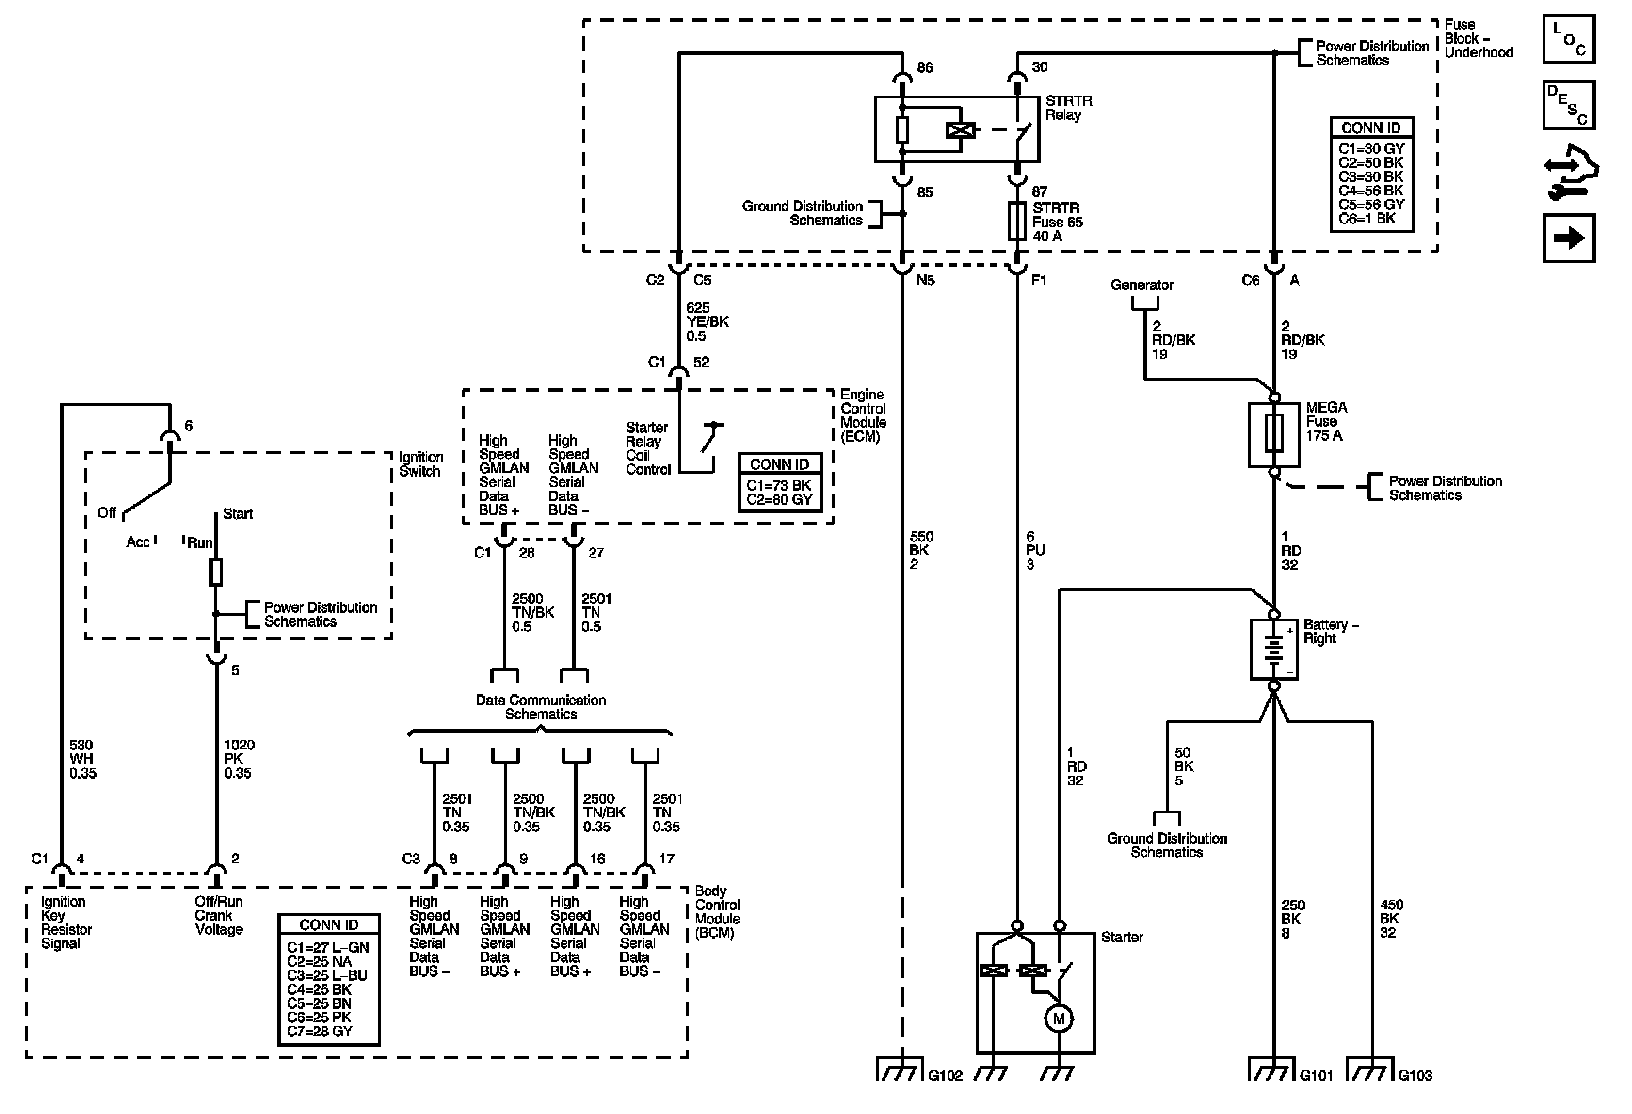 Fuse
Block –
Underhood
Power Distribution
Schematics
L
O
C
D
E
S
C
86
30
STRTR
Relay
CONN ID
C1=30 GY
C2=50 BK
C3=30 BK
C4=56 BK
C5=56 GY
C6=1 BK
85
87
Ground Distribution
Schematics
STRTR
Fuse 65
40 A
C2
C5
N5
F1
C6
A
Generator
625
YE/BK
0.5
2
RD/BK
19
2
RD/BK
19
C1
52
Engine
Control
Module
(ECM)
MEGA
Fuse
175 A
6
Ignition
Switch
High
Speed
GMLAN
Serial
Data
BUS +
High
Speed
GMLAN
Serial
Data
BUS –
Starter
Relay
Coil
Control
CONN ID
C1=73 BK
C2=80 GY
Power Distribution
Schematics
Off
Start
Acc
Run
C1
28
27
550
BK
2
6
PU
3
1
RD
32
2500
TN/BK
0.5
2501
TN
0.5
Power Distribution
Schematics
Battery –
Right
+
–
5
Data Communication
Schematics
530
WH
0.35
1020
PK
0.35
1
RD
32
50
BK
5
2501
TN
0.35
2500
TN/BK
0.35
2500
TN/BK
0.35
2501
TN
0.35
Ground Distribution
Schematics
C1
4
2
C3
8
9
16
17
Body
Control
Module
(BCM)
Ignition
Key
Resistor
Signal
Off/Run
Crank
Voltage
CONN ID
C1=27 L–GN
C2=25 NA
C3=25 L–BU
C4=25 BK
C5–25 BN
C6=25 PK
C7=28 GY
High
Speed
GMLAN
Serial
Data
BUS –
High
Speed
GMLAN
Serial
Data
BUS +
High
Speed
GMLAN
Serial
Data
BUS +
High
Speed
GMLAN
Serial
Data
BUS –
250
BK
8
450
BK
32
Starter
M
G102
G101
G103